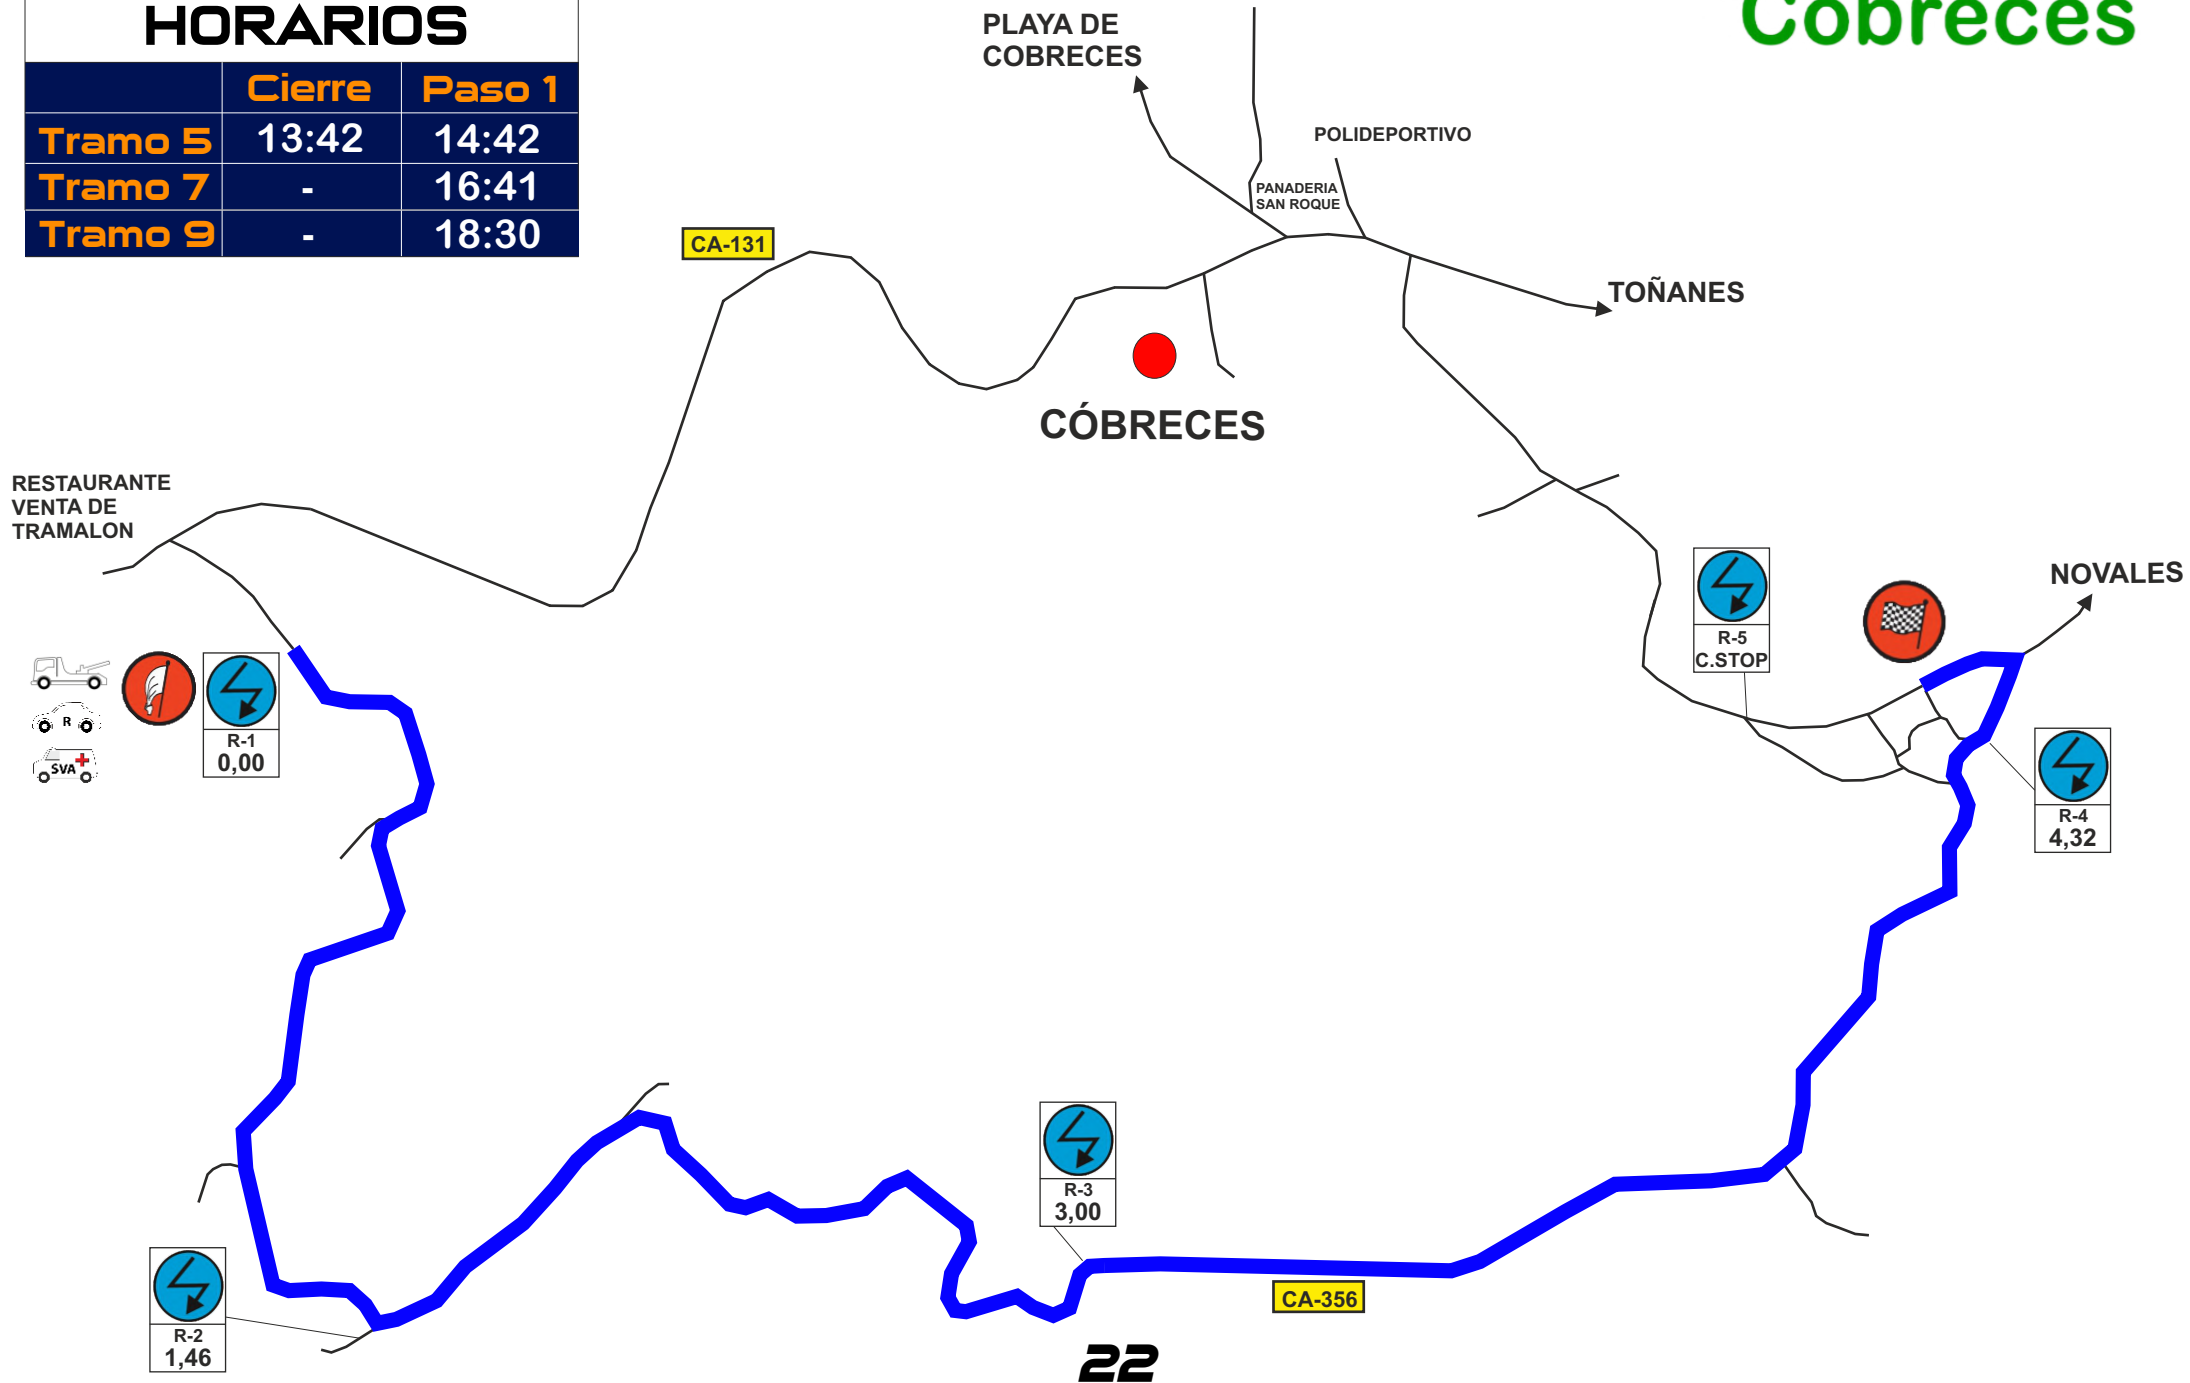 HORARIOS
Cierre Paso 1
Tramo 5 13:42 14:42
Tramo 7 - 16:41
Tramo 9 - 18:30
Cobreces
PLAYA DE
COBRECES
POLIDEPORTIVO
PANADERIA
SAN ROQUE
CA-131
TOÑANES
CÓBRECES
RESTAURANTE
VENTA DE
TRAMALON
NOVALES
R-5
C.STOP
R
SVA
R-1
0,00
R-4
4,32
R-3
3,00
CA-356
R-2
1,46
22